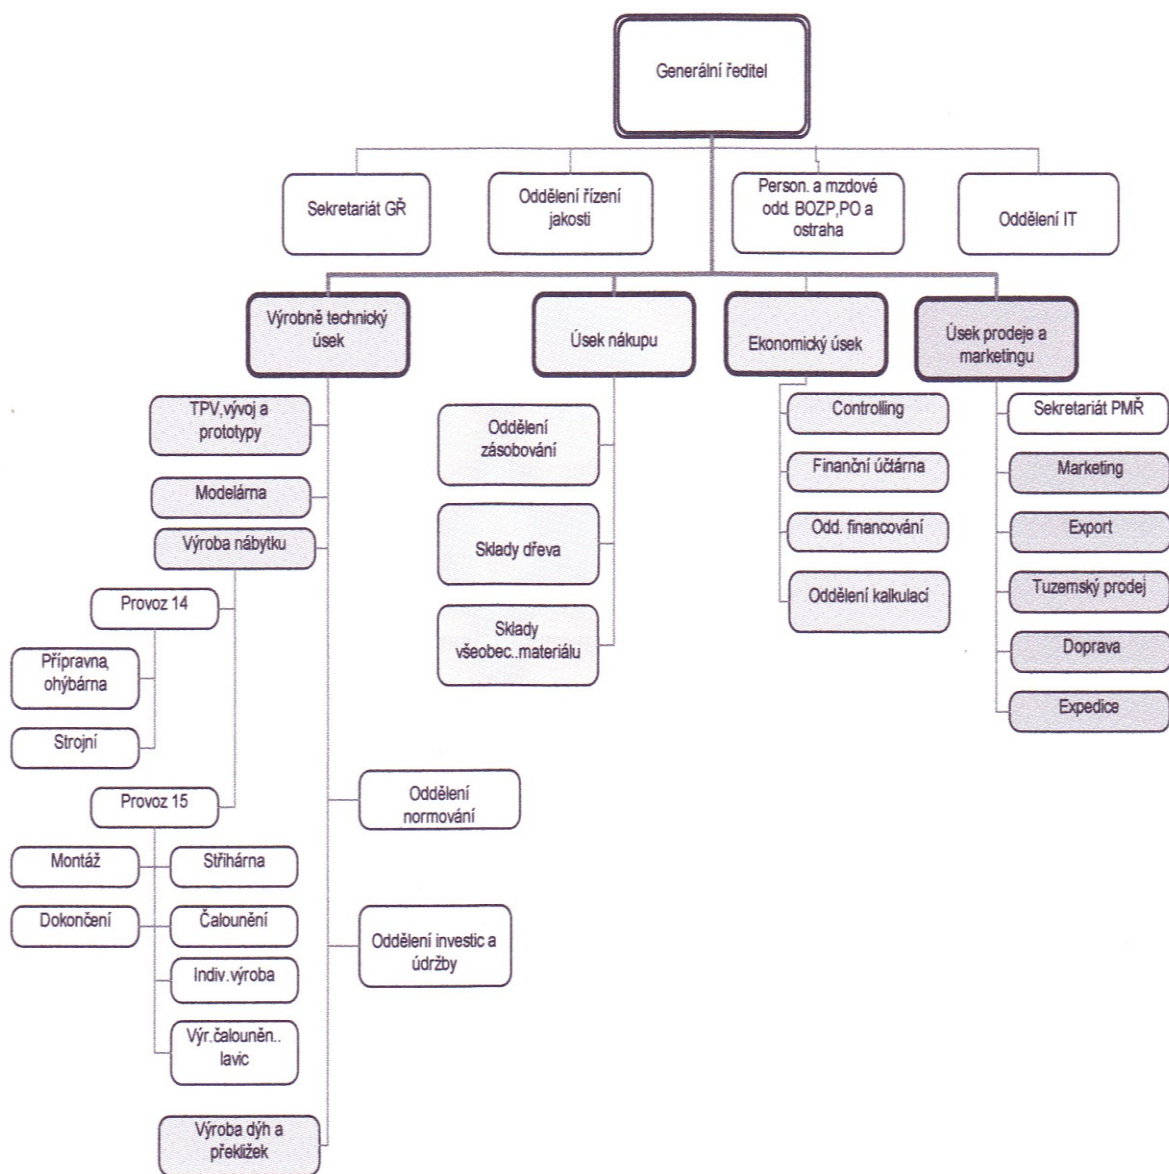 Generální ředitel
Sekretariát GŘ
Oddělení řízení
jakosti
Person. a mzdové
odd. BOZP,PO a
ostraha
Oddělení IT
Výrobně technický
úsek
Úsek nákupu
Ekonomický úsek
Úsek prodeje a
marketingu
TPV,vývoj a
prototypy
Modelárna
Výroba nábytku
Provoz 14
Přípravna,
ohýbárna
Strojní
Provoz 15
Montáž
Střihárna
Dokončení
Čalounění
Indiv.výroba
Výr.čalouněn..
lavic
Výroba dýh a
překližek
Oddělení
normování
Oddělení investic a
údržby
Oddělení
zásobování
Sklady dřeva
Sklady
všeobec..materiálu
Controlling
Finanční účtárna
Odd. financování
Oddělení kalkulací
Sekretariát PMŘ
Marketing
Export
Tuzemský prodej
Doprava
Expedice